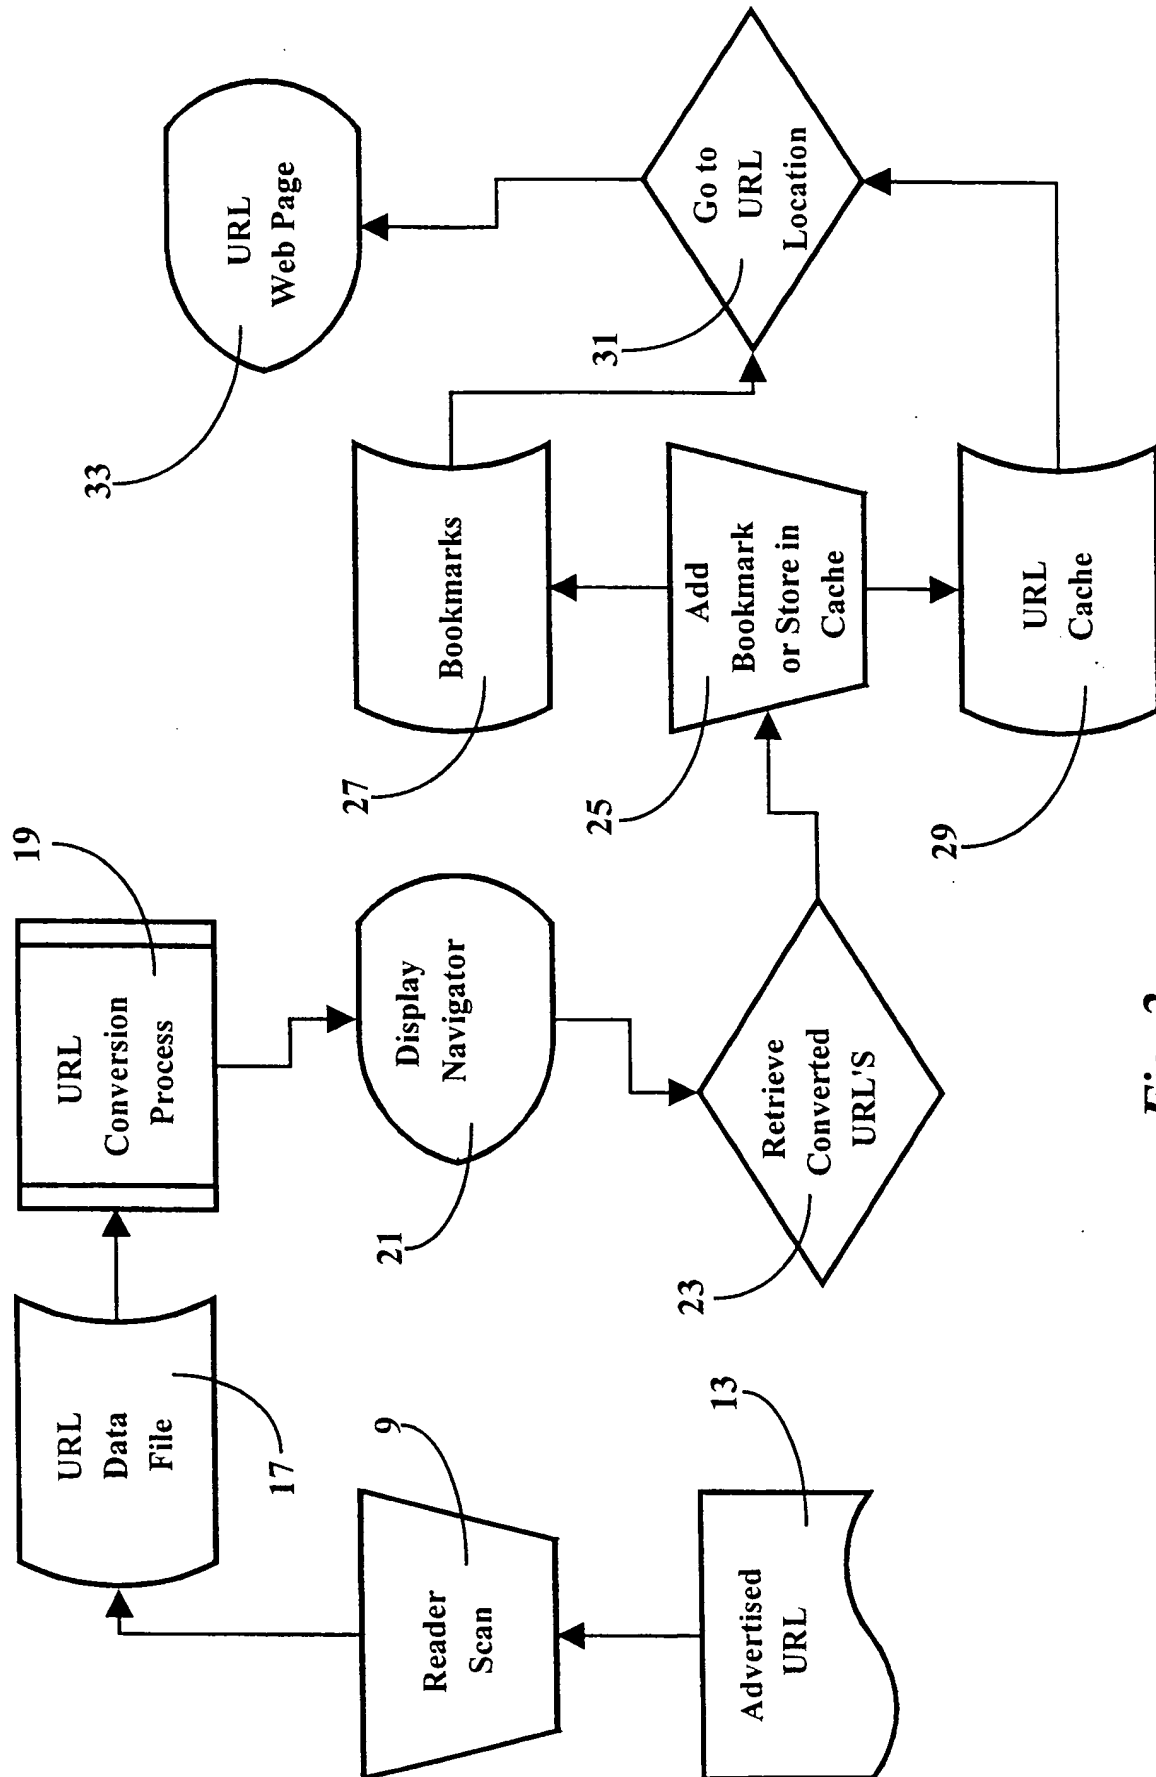 Advertised
URL
13
Reader
Scan
9
URL
Data
File
17
URL
Conversion
Process
19
Display
Navigator
21
Retrieve
Converted
URL'S
23
Add
Bookmark
or Store in
Cache
25
Bookmarks
27
URL
Cache
29
Go to
URL
Location
31
URL
Web Page
33